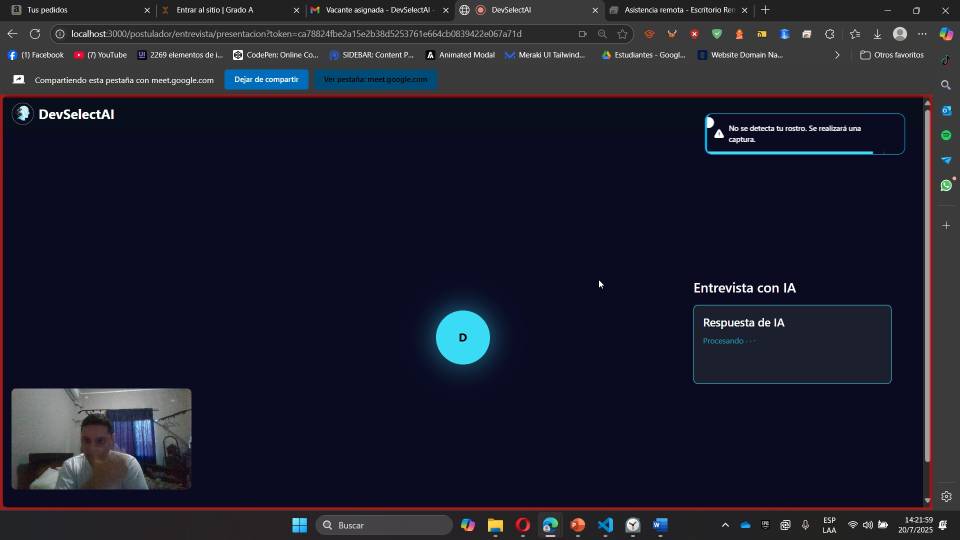 Tus pedidos
Entrar al sitio | Grado A
Vacante asignada - DevSelectAI -
DevSelectAI
Asistencia remota - Escritorio Re
localhost:3000/postulador/entrevista/presentacion?token=ca78824fbe2a15e2b38d5253761e664cb0839422e067a71d
(1) Facebook
(7) YouTube
2269 elementos de i...
CodePen: Online Co...
SIDEBAR: Content P...
Animated Modal
Meraki UI Tailwind...
Estudiantes - Googl...
Website Domain Na...
Otros favoritos
Compartiendo esta pestaña con meet.google.com
Dejar de compartir
Ver pestaña: meet.google.com
DevSelectAI
No se detecta tu rostro. Se realizará una
captura.
Entrevista con IA
Respuesta de IA
Procesando · · ·
D
Buscar
ESP
LAA
14:21:59
20/7/2025